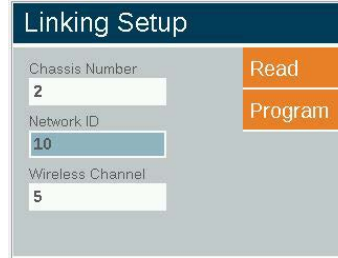 Linking Setup
Chassis Number
2
Network ID
10
Wireless Channel
5
Read
Program